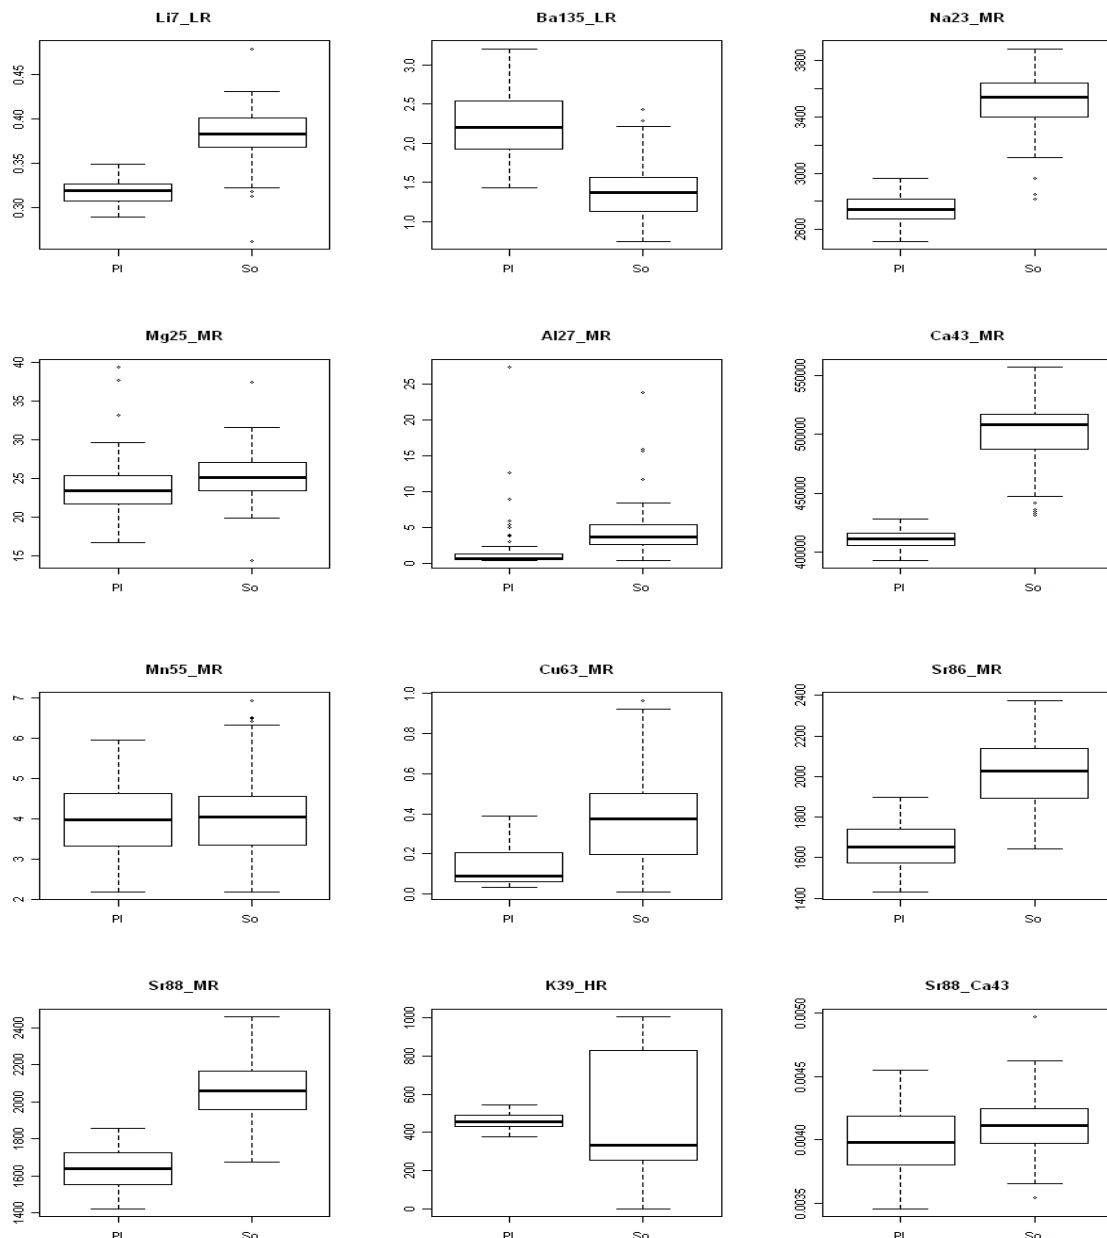 Li7_LR
0.45
0.40
0.35
0.30
Pl So
Ba135_LR
3.0
2.5
2.0
1.5
1.0
Pl So
Na23_MR
3800
3400
3000
2600
Pl So
Mg25_MR
40
35
30
25
20
15
Pl So
Al27_MR
25
20
15
10
5
0
Pl So
Ca43_MR
550000
500000
450000
400000
Pl So
Mn55_MR
7
6
5
4
3
2
Pl So
Cu63_MR
1.0
0.8
0.6
0.4
0.2
0.0
Pl So
Sr86_MR
2400
2200
2000
1800
1600
1400
Pl So
Sr88_MR
2400
2200
2000
1800
1600
1400
Pl So
K39_HR
1000
800
600
400
200
0
Pl So
Sr88_Ca43
0.0050
0.0045
0.0040
0.0035
Pl So